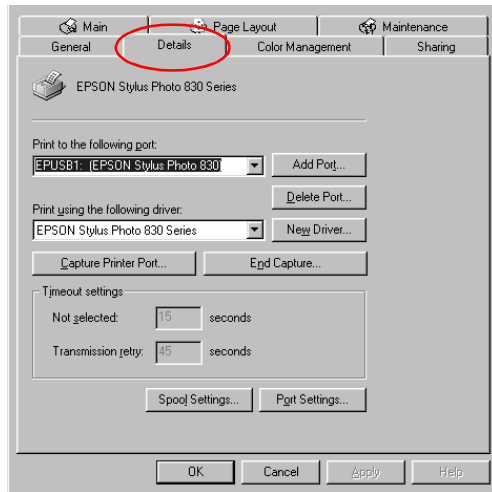 Main Page Layout Maintenance
General Details Color Management Sharing
EPSON Stylus Photo 830 Series
Print to the following port:
EPUSB1: (EPSON Stylus Photo 830) Add Port...
Delete Port...
Print using the following driver:
EPSON Stylus Photo 830 Series New Driver...
Capture Printer Port... End Capture...
Timeout settings
Not selected: 15 seconds
Transmission retry: 45 seconds
Spool Settings... Port Settings...
OK Cancel Apply Help